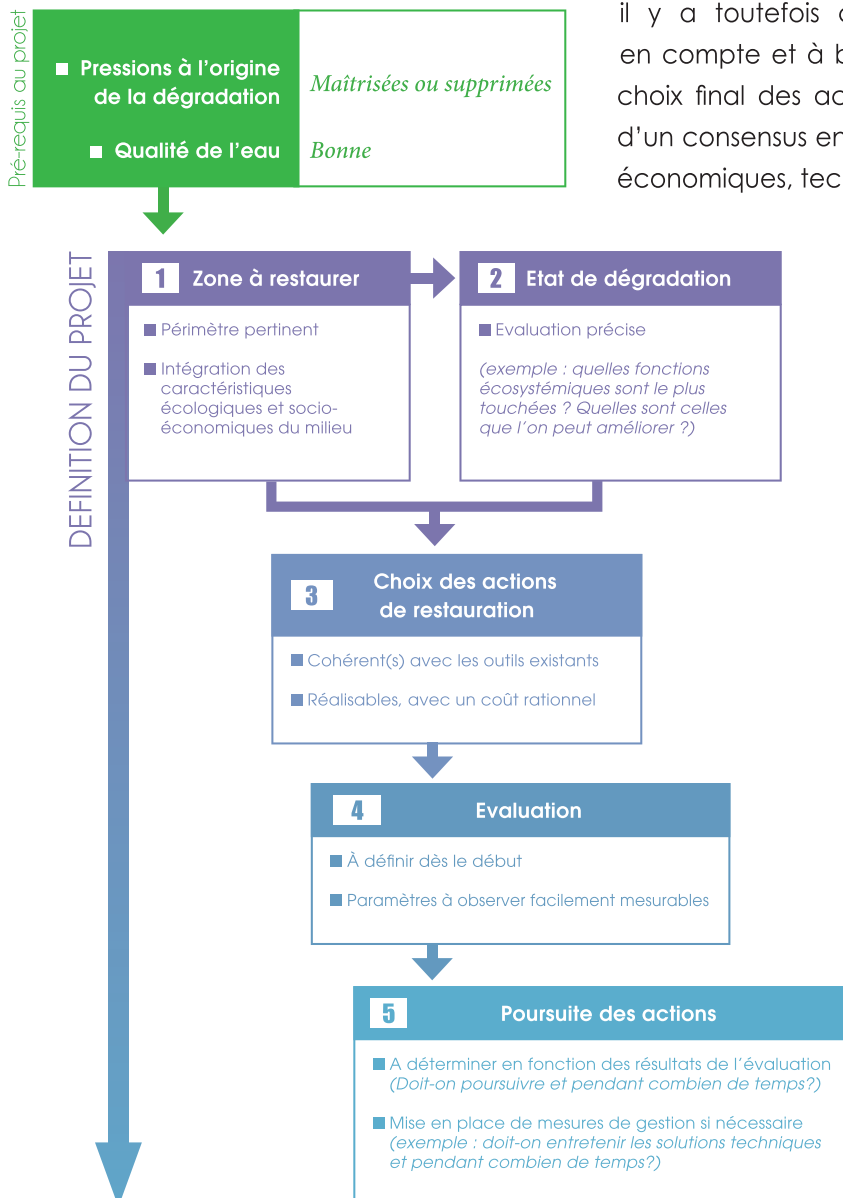 il y a toutefois
en compte et à
choix final des
d'un consensus
économiques,
Pré-requis au projet
Pressions à l'origine
de la dégradation
Maîtrisées ou supprimées
Qualité de l'eau
Bonne
DEFINITION DU PROJET
1 Zone à restaurer
Périmètre pertinent
Intégration des
caractéristiques
écologiques et socio-
économiques du milieu
2 Etat de dégradation
Evaluation précise
(exemple : quelles fonctions
écosystémiques sont le plus
touchées ? Quelles sont celles
que l'on peut améliorer ?)
3 Choix des actions
de restauration
Cohérent(s) avec les outils existants
Réalisables, avec un coût rationnel
4 Evaluation
À définir dès le début
Paramètres à observer facilement mesurables
5 Poursuite des actions
A déterminer en fonction des résultats de l'évaluation
(Doit-on poursuivre et pendant combien de temps?)
Mise en place de mesures de gestion si nécessaire
(exemple : doit-on entretenir les solutions techniques
et pendant combien de temps?)